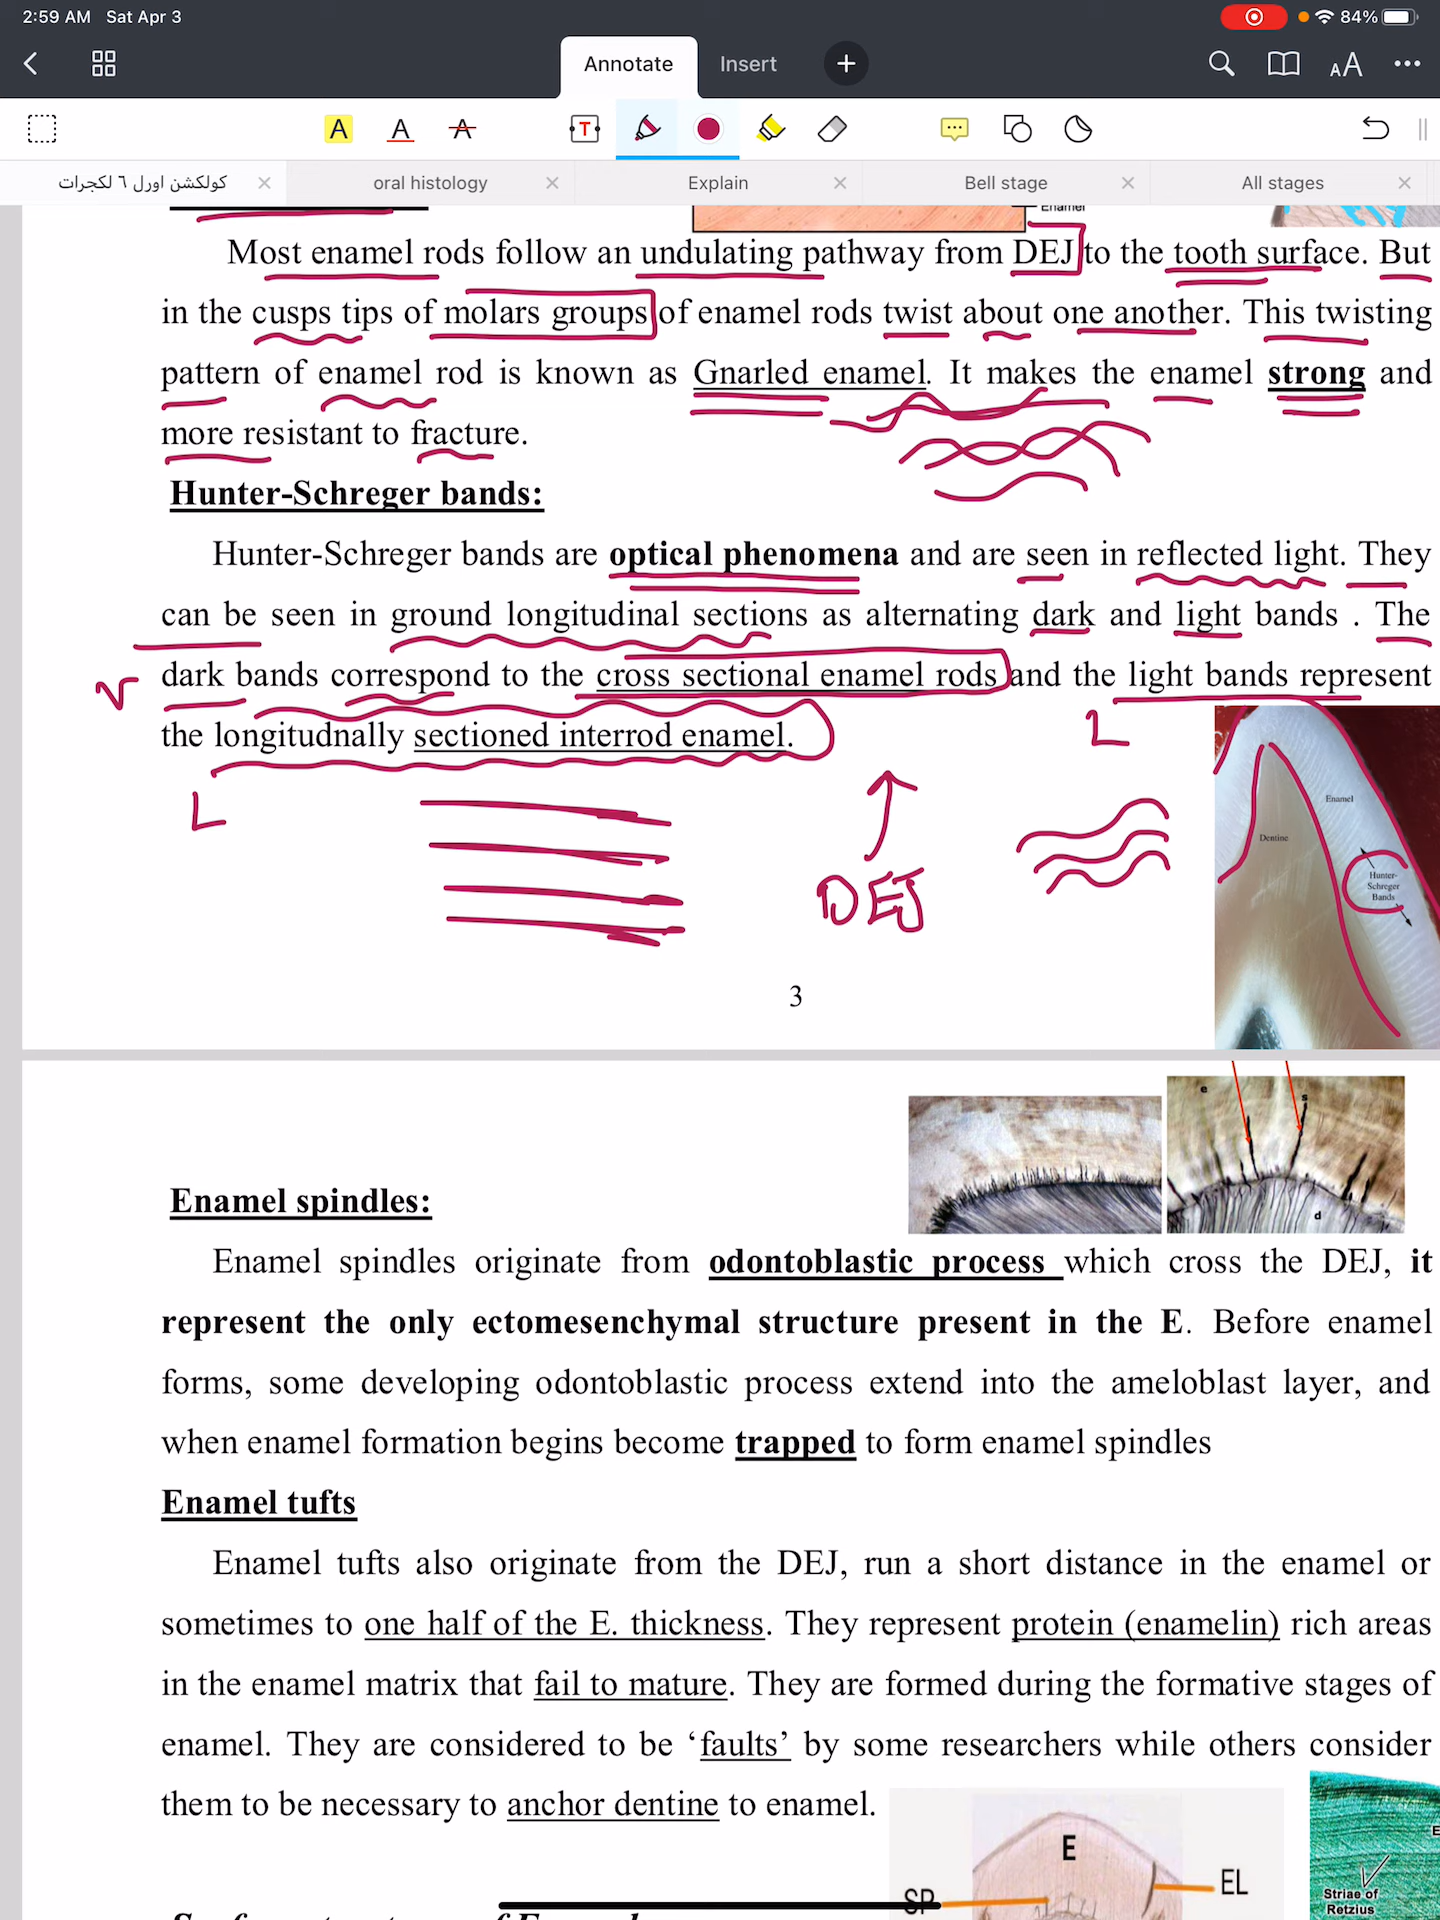 2:59 AM Sat Apr 3
84%
Annotate Insert
AA
A A A T
كولكشن اورل ٦ لكجرات
oral histology
Explain
Bell stage
All stages
Enamel
Most enamel rods follow an undulating pathway from DEJ to the tooth surface. But
in the cusps tips of molars groups of enamel rods twist about one another. This twisting
pattern of enamel rod is known as Gnarled enamel. It makes the enamel strong and
more resistant to fracture.
Hunter-Schreger bands:
Hunter-Schreger bands are optical phenomena and are seen in reflected light. They
can be seen in ground longitudinal sections as alternating dark and light bands . The
dark bands correspond to the cross sectional enamel rods and the light bands represent
the longitudnally sectioned interrod enamel.
L
L
DEJ
Enamel
Dentine
Hunter-
Schreger
Bands
3
e
s
d
Enamel spindles:
Enamel spindles originate from odontoblastic process which cross the DEJ, it
represent the only ectomesenchymal structure present in the E. Before enamel
forms, some developing odontoblastic process extend into the ameloblast layer, and
when enamel formation begins become trapped to form enamel spindles
Enamel tufts
Enamel tufts also originate from the DEJ, run a short distance in the enamel or
sometimes to one half of the E. thickness. They represent protein (enamelin) rich areas
in the enamel matrix that fail to mature. They are formed during the formative stages of
enamel. They are considered to be ‘faults’ by some researchers while others consider
them to be necessary to anchor dentine to enamel.
E
EL
SP
E
Striae of
Retzius